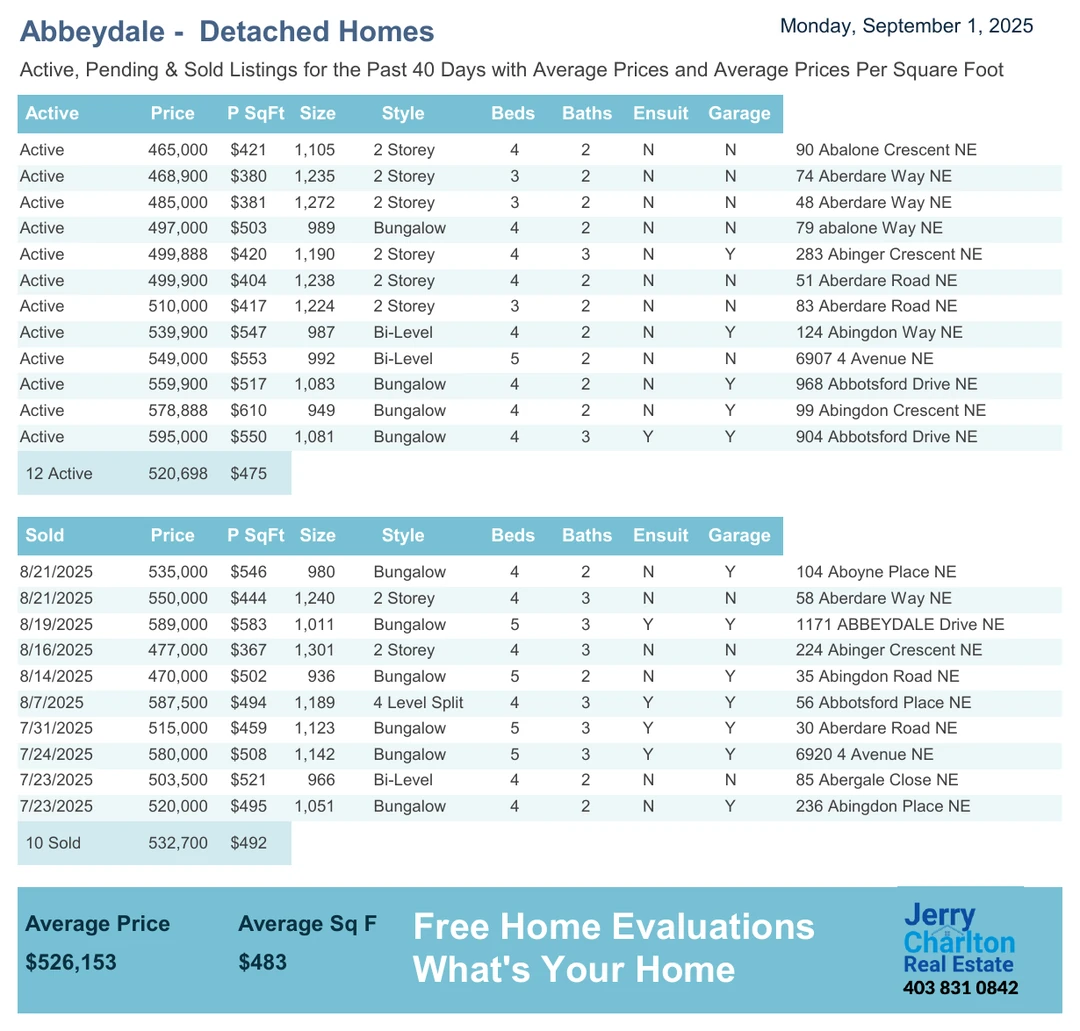 Abbeydale - Detached Homes
Monday, September 1, 2025
Active, Pending & Sold Listings for the Past 40 Days with Average Prices and Average Prices Per Square Foot
Active Price P SqFt Size Style Beds Baths Ensuit Garage
Active 465,000 $421 1,105 2 Storey 4 2 N N 90 Abalone Crescent NE
Active 468,900 $380 1,235 2 Storey 3 2 N N 74 Aberdare Way NE
Active 485,000 $381 1,272 2 Storey 3 2 N N 48 Aberdare Way NE
Active 497,000 $503 989 Bungalow 4 2 N N 79 abalone Way NE
Active 499,888 $420 1,190 2 Storey 4 3 N Y 283 Abinger Crescent NE
Active 499,900 $404 1,238 2 Storey 4 2 N N 51 Aberdare Road NE
Active 510,000 $417 1,224 2 Storey 3 2 N N 83 Aberdare Road NE
Active 539,900 $547 987 Bi-Level 4 2 N Y 124 Abingdon Way NE
Active 549,000 $553 992 Bi-Level 5 2 N N 6907 4 Avenue NE
Active 559,900 $517 1,083 Bungalow 4 2 N Y 968 Abbotsford Drive NE
Active 578,888 $610 949 Bungalow 4 2 N Y 99 Abingdon Crescent NE
Active 595,000 $550 1,081 Bungalow 4 3 Y Y 904 Abbotsford Drive NE
12 Active 520,698 $475
Sold Price P SqFt Size Style Beds Baths Ensuit Garage
8/21/2025 535,000 $546 980 Bungalow 4 2 N Y 104 Aboyne Place NE
8/21/2025 550,000 $444 1,240 2 Storey 4 3 N N 58 Aberdare Way NE
8/19/2025 589,000 $583 1,011 Bungalow 5 3 Y Y 1171 ABBEYDALE Drive NE
8/16/2025 477,000 $367 1,301 2 Storey 4 3 N N 224 Abinger Crescent NE
8/14/2025 470,000 $502 936 Bungalow 5 2 N Y 35 Abingdon Road NE
8/7/2025 587,500 $494 1,189 4 Level Split 4 3 Y Y 56 Abbotsford Place NE
7/31/2025 515,000 $459 1,123 Bungalow 5 3 Y Y 30 Aberdare Road NE
7/24/2025 580,000 $508 1,142 Bungalow 5 3 Y Y 6920 4 Avenue NE
7/23/2025 503,500 $521 966 Bi-Level 4 2 N N 85 Abergale Close NE
7/23/2025 520,000 $495 1,051 Bungalow 4 2 N Y 236 Abingdon Place NE
10 Sold 532,700 $492
Average Price Average Sq F
$526,153 $483
Free Home Evaluations
What's Your Home
Jerry
Charlton
Real Estate
403 831 0842